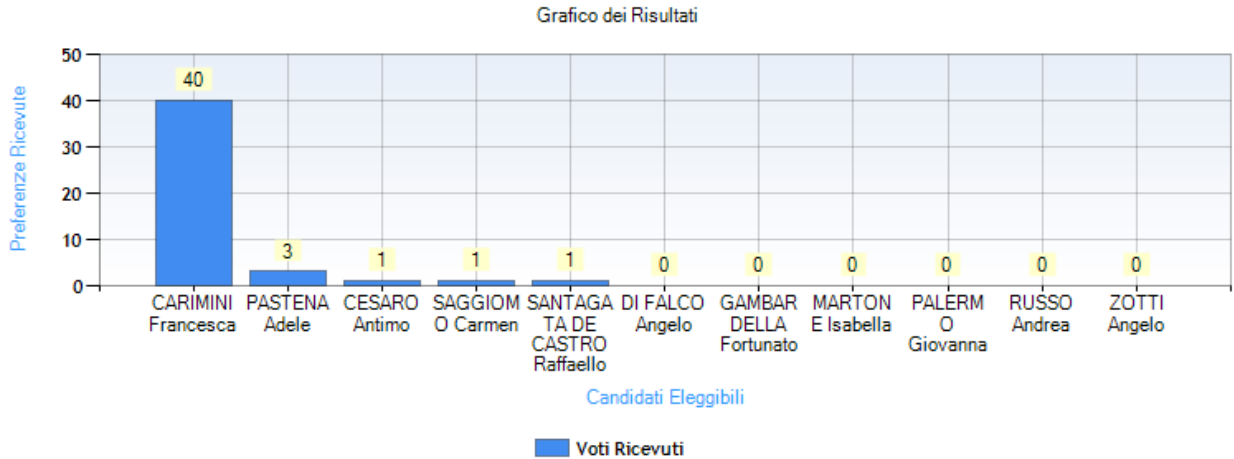 Grafico dei Risultati
Preferenze Ricevute
50
40
30
20
10
0
40
3
1
1
1
0
0
0
0
0
0
CARIMINI
Francesca
PASTENA
Adele
CESARO
Antimo
SAGGIOM
O Carmen
SANTAGA
TA DE
CASTRO
Raffaello
DI FALCO
Angelo
GAMBAR
DELLA
Fortunato
MARTON
E Isabella
PALERM
O
Giovanna
RUSSO
Andrea
ZOTTI
Angelo
Candidati Eleggibili
Voti Ricevuti